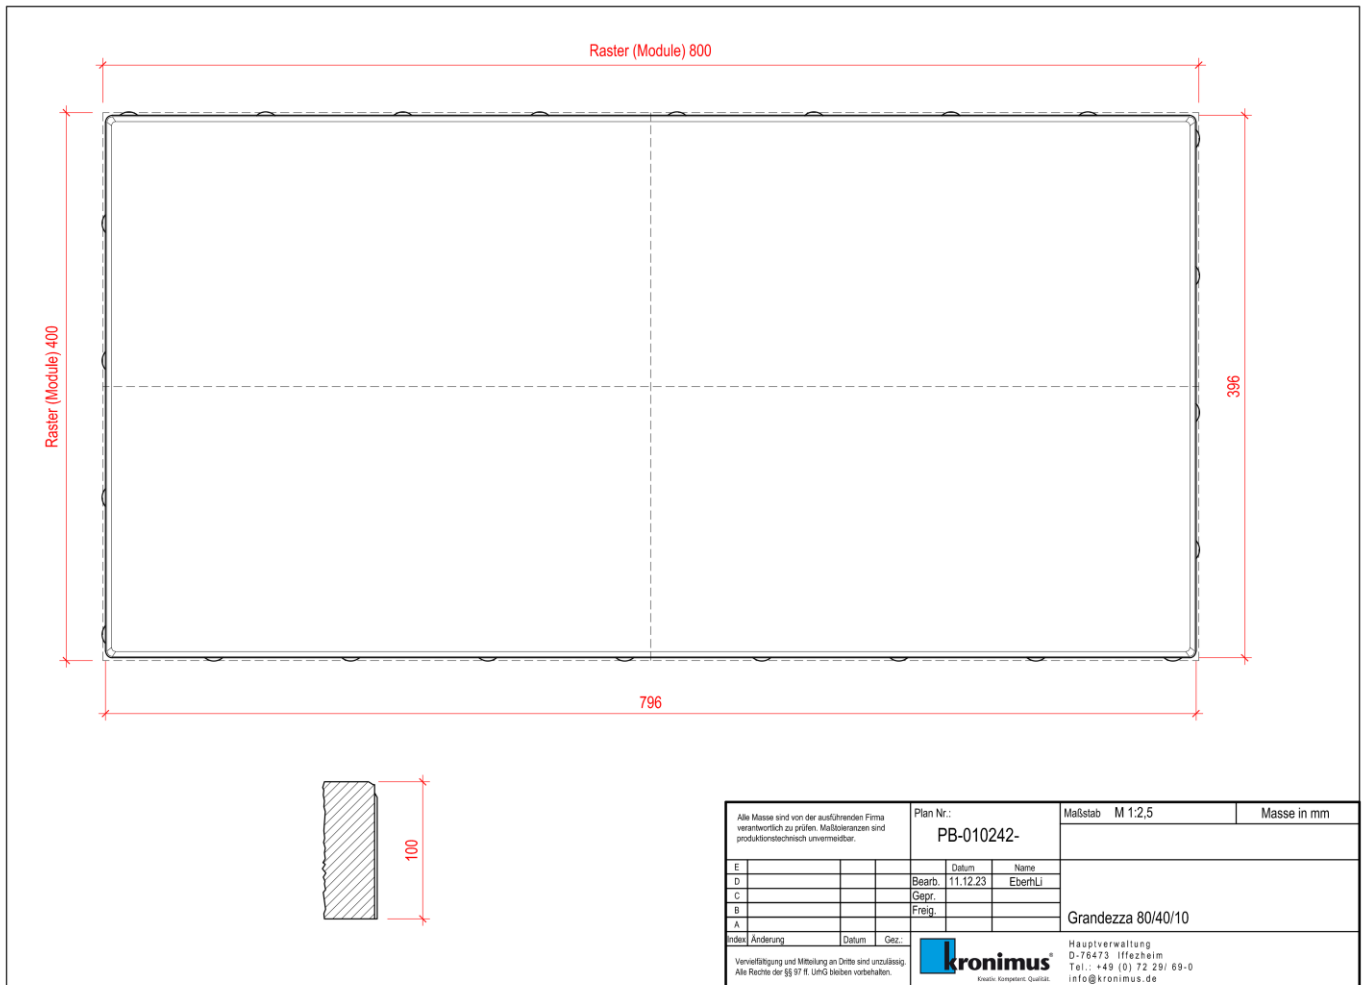 Raster (Module) 800
Raster (Module) 400
396
796
100
Alle Masse sind von der ausführenden Firma
verantwortlich zu prüfen. Maßtoleranzen sind
produktionstechnisch unvermeidbar.
Plan Nr.:
PB-010242-
Maßstab M 1:2,5
Masse in mm
E
D
C
B
A
Index Änderung Datum Gez.:
Datum Name
Bearb. 11.12.23 EberhLi
Gepr.
Freig.
Grandezza 80/40/10
Vervielfältigung und Mitteilung an Dritte sind unzulässig.
Alle Rechte der §§ 97 ff. UrhG bleiben vorbehalten.
kronimus®
Kreativ. Kompetent. Qualität.
Hauptverwaltung
D-76473 Iffezheim
Tel.: +49 (0) 72 29/ 69-0
info@kronimus.de